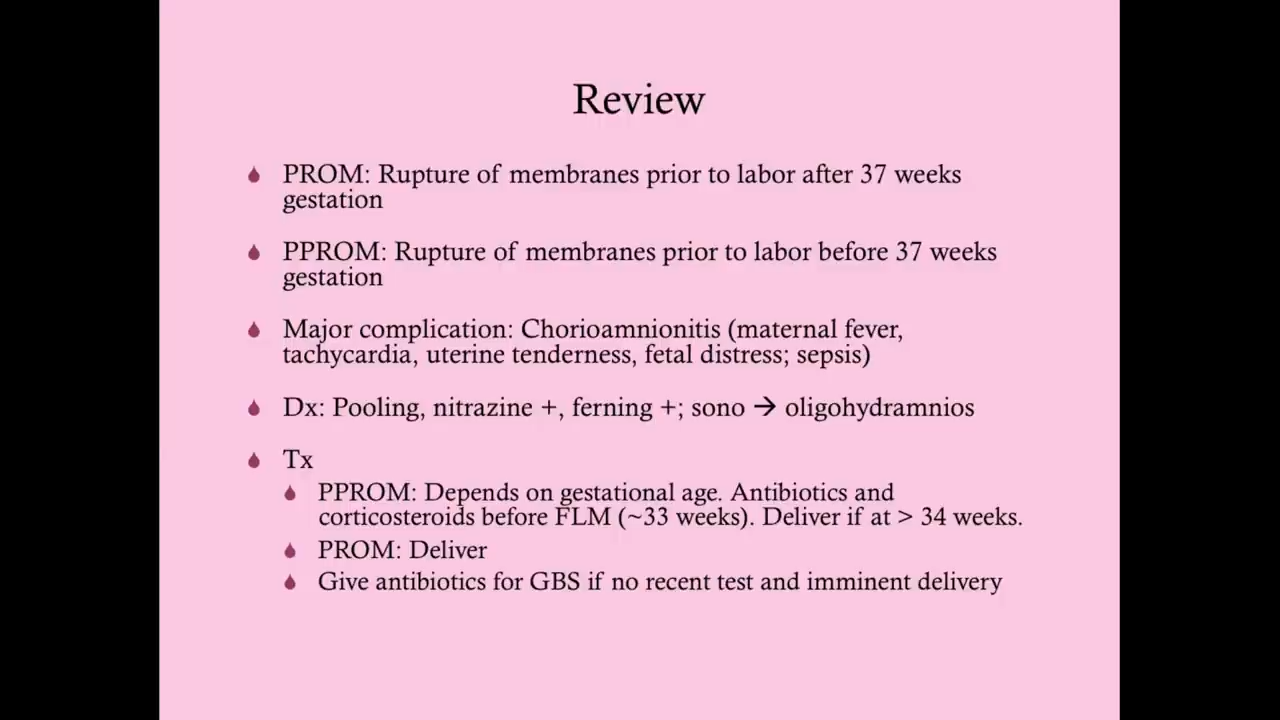 Review
PROM: Rupture of membranes prior to labor after 37 weeks
gestation
PPROM: Rupture of membranes prior to labor before 37 weeks
gestation
Major complication: Chorioamnionitis (maternal fever,
tachycardia, uterine tenderness, fetal distress; sepsis)
Dx: Pooling, nitrazine +, ferning +; sono → oligohydramnios
Tx
PPROM: Depends on gestational age. Antibiotics and
corticosteroids before FLM (~33 weeks). Deliver if at > 34 weeks.
PROM: Deliver
Give antibiotics for GBS if no recent test and imminent delivery